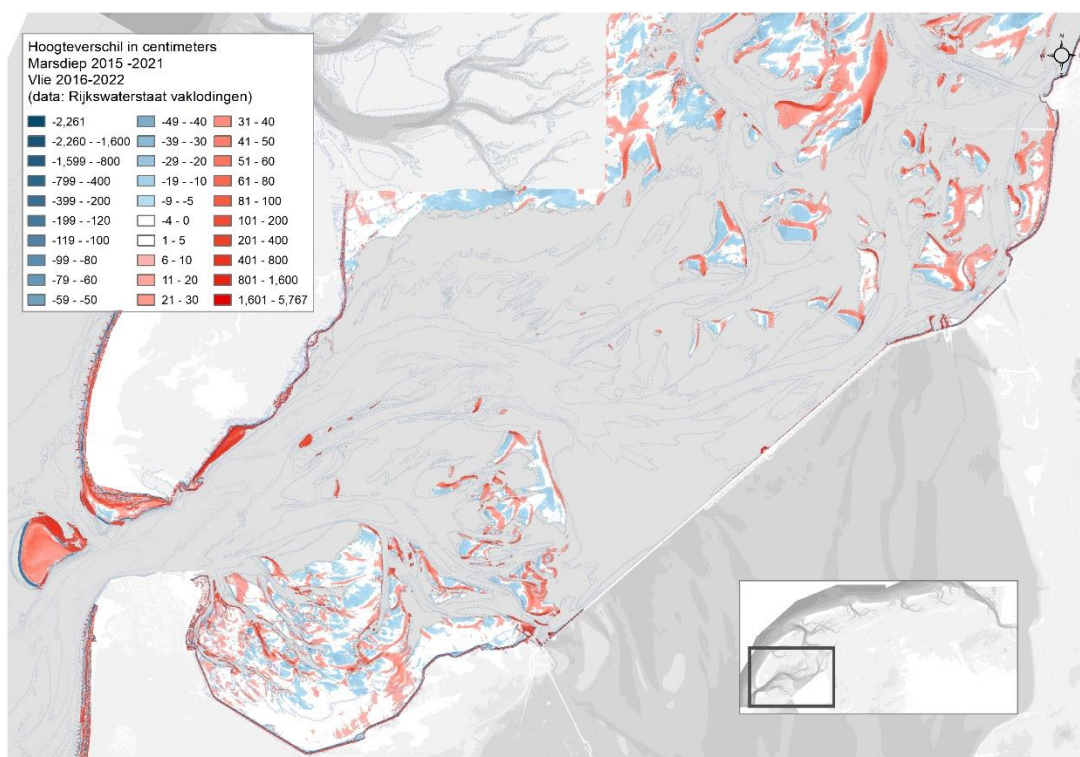 Hoogteverschil in centimeters
Marsdiep 2015 -2021
Vlie 2016-2022
(data: Rijkswaterstaat vaklodingen)
-2,261
-2,260 - -1,600
-1,599 - -800
-799 - -400
-399 - -200
-199 - -120
-119 - -100
-99 - -80
-79 - -60
-59 - -50
-49 - -40
-39 - -30
-29 - -20
-19 - -10
-9 - -5
-4 - 0
1 - 5
6 - 10
11 - 20
21 - 30
31 - 40
41 - 50
51 - 60
61 - 80
81 - 100
101 - 200
201 - 400
401 - 800
801 - 1,600
1,601 - 5,767
N